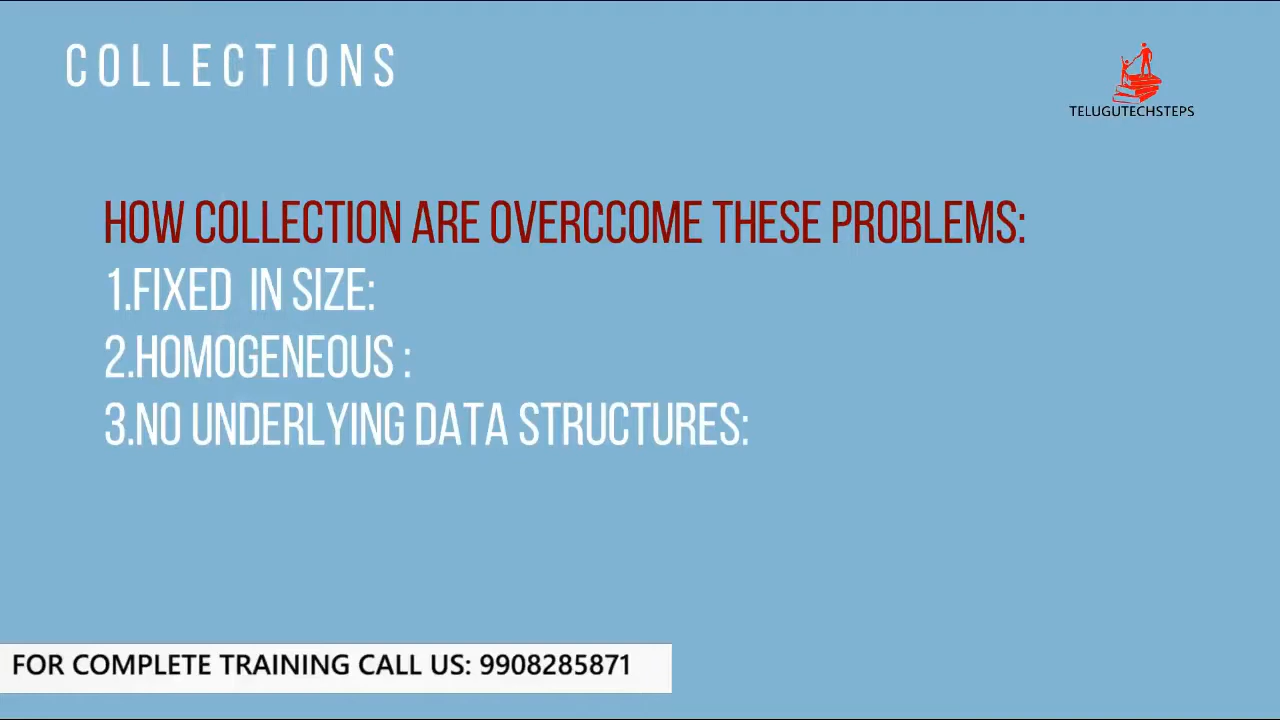 COLLECTIONS
TELUGUTECHSTEPS
HOW COLLECTION ARE OVERCCOME THESE PROBLEMS:
1.FIXED IN SIZE:
2.HOMOGENEOUS :
3.NO UNDERLYING DATA STRUCTURES:
FOR COMPLETE TRAINING CALL US: 9908285871